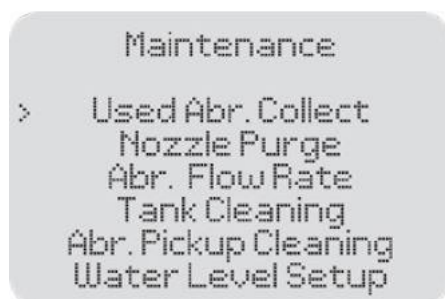 Maintenance
> Used Abr. Collect
Nozzle Purge
Abr. Flow Rate
Tank Cleaning
Abr. Pickup Cleaning
Water Level Setup